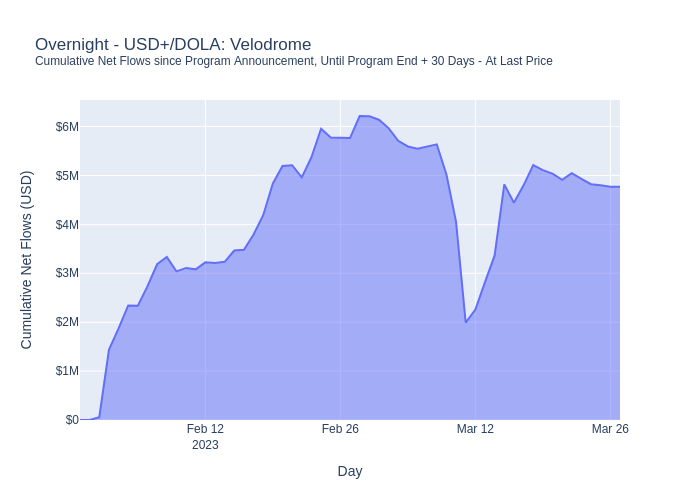 Overnight - USD+/DOLA: Velodrome
Cumulative Net Flows since Program Announcement, Until Program End + 30 Days - At Last Price
Cumulative Net Flows (USD)
$6M
$5M
$4M
$3M
$2M
$1M
$0
Feb 12
2023
Feb 26
Mar 12
Mar 26
Day